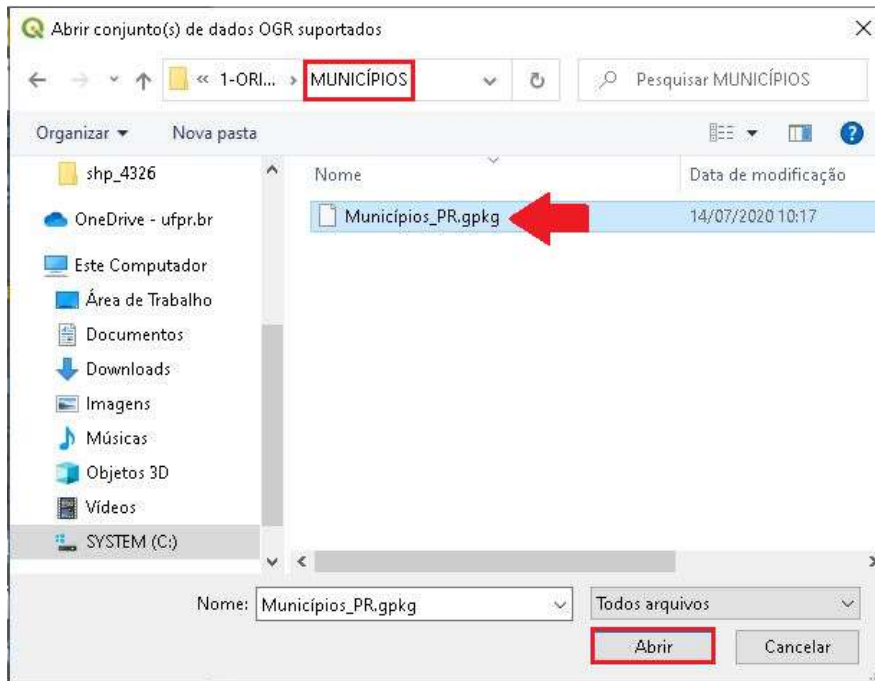 Abrir conjunto(s) de dados OGR suportados
« 1-ORI... › MUNICÍPIOS
Pesquisar MUNICÍPIOS
Organizar
Nova pasta
shp_4326
OneDrive - ufpr.br
Este Computador
Área de Trabalho
Documentos
Downloads
Imagens
Músicas
Objetos 3D
Vídeos
SYSTEM (C:)
Nome
Data de modificação
Municípios_PR.gpkg
14/07/2020 10:17
Nome:
Municípios_PR.gpkg
Todos arquivos
Abrir
Cancelar